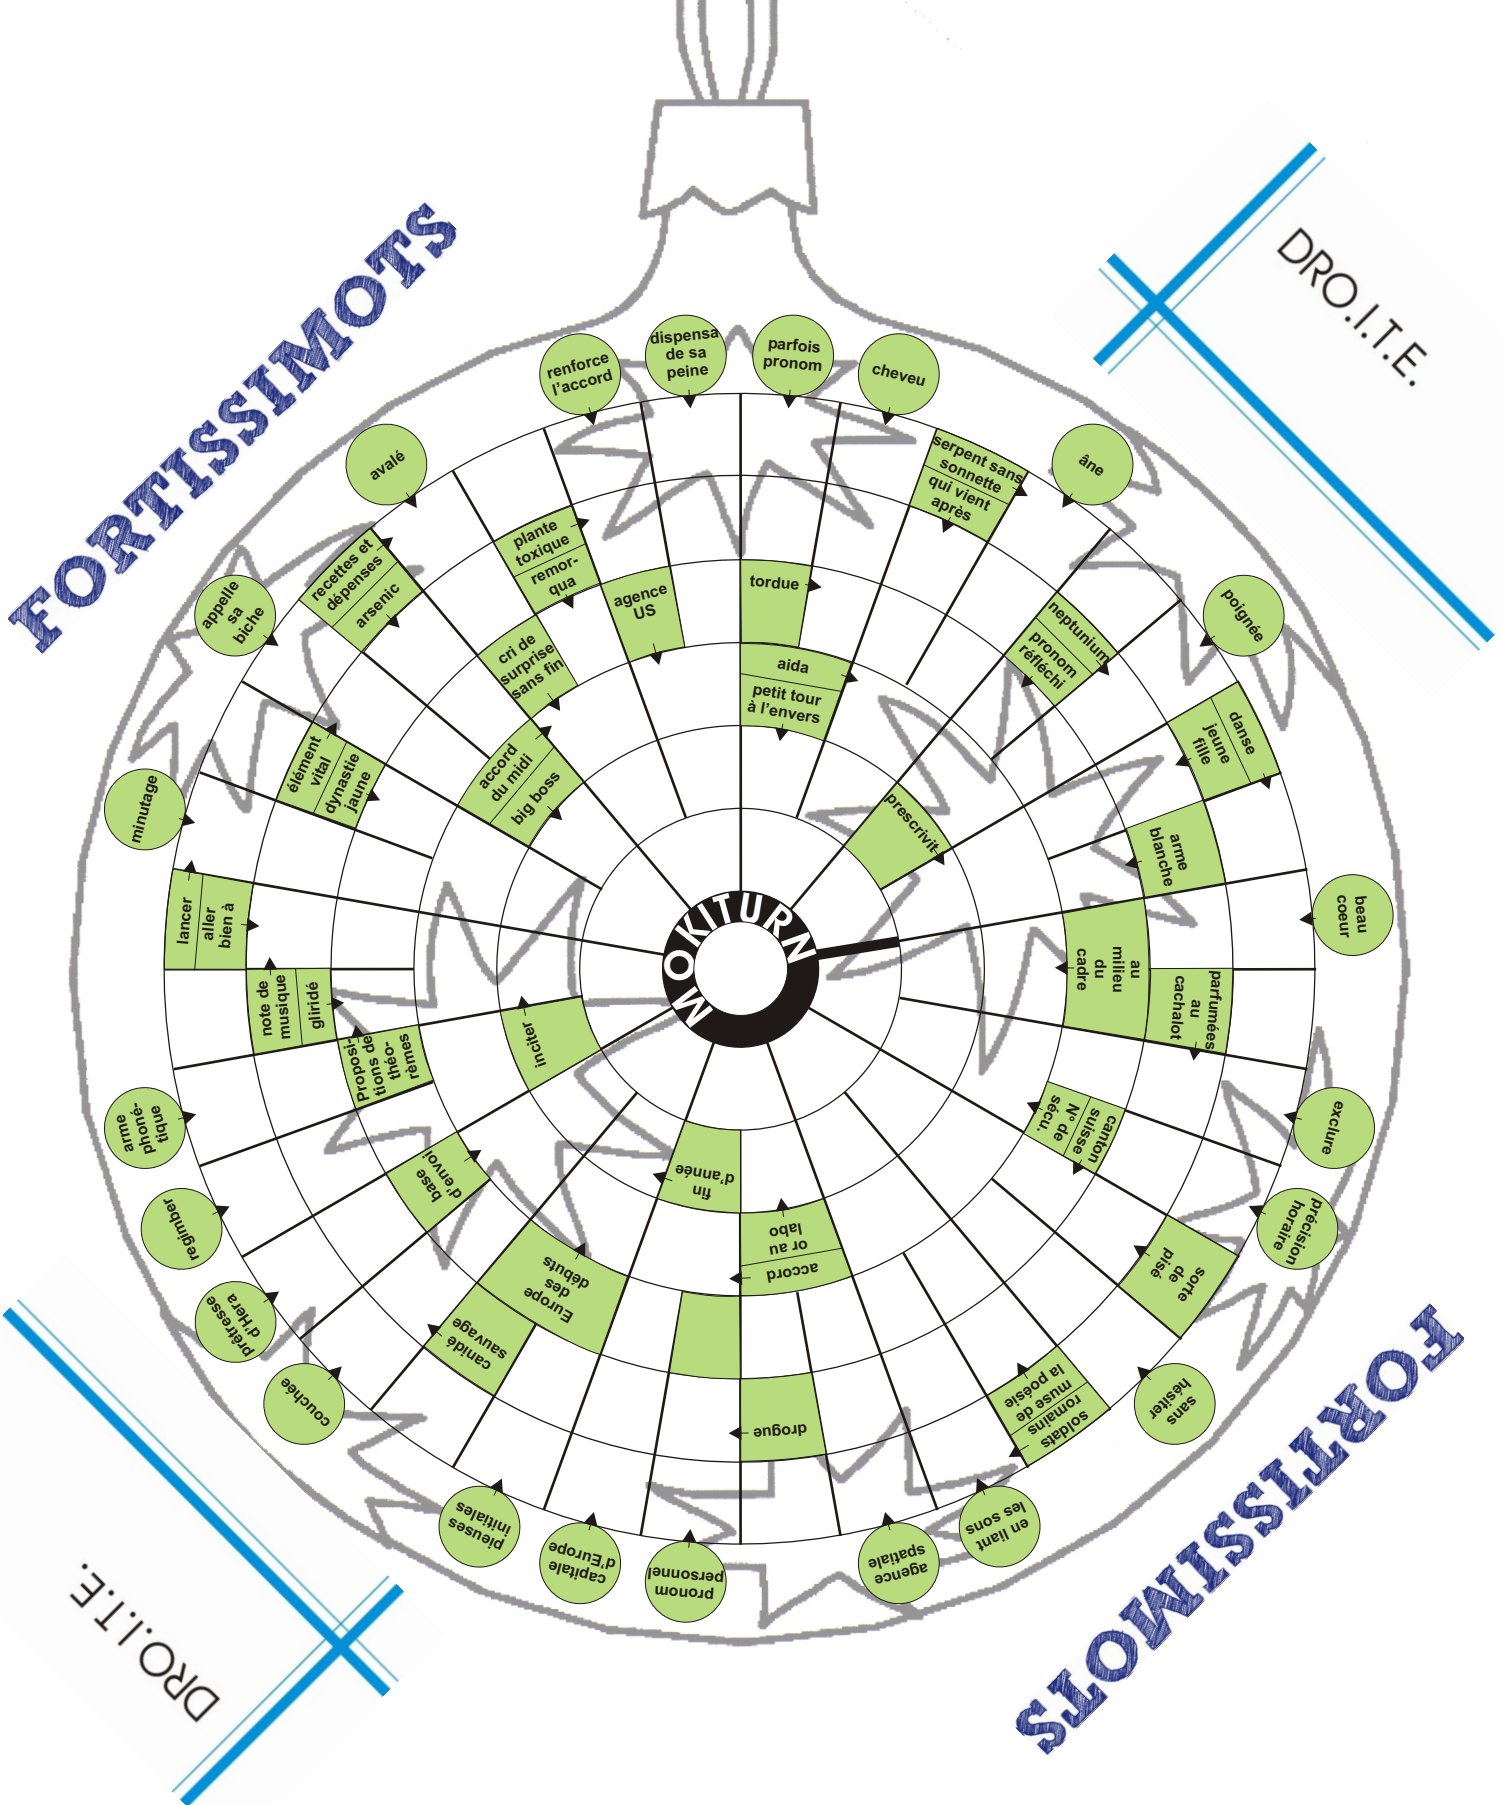 FORTISSIMOTS
DRO.I.T.E.
renforce
l'accord
dispensa
de sa
peine
parfois
pronom
cheveu
avalé
âne
serpent sans
sonnette
qui vient
après
plante
toxique
remor-
qua
recettes et
dépenses
arsenic
agence
US
tordue
appelle
sa
biche
neptunium
pronom
réfléchi
poignée
cri de
surprise
sans fin
aida
petit tour
à l'envers
danse
jeune
fille
élément
vital
dynastie
jaune
accord
du midi
big boss
prescrivit
minutage
arme
blanche
lancer
aller
bien à
MOKITURN
beau
coeur
au
milieu
du
cadre
note de
musique
gliridé
parfumées
au
cachalot
Proposi-
tions de
théo-
rèmes
inciter
arme
phoné-
tique
canton
suisse
N° de
sécu.
exclure
regimber
base
d'envoi
fin
d'année
précision
horaire
or au
labo
accord
sorte
de
pisé
prêtresse
d'Hera
Europe
des
débuts
canidé
sauvage
couchée
drogue
soldats
romains
muse de
la poésie
sans
hésiter
pieuses
initiales
capitale
d'Europe
pronom
personnel
agence
spatiale
en liant
les sons
DRO.I.T.E.
FORTISSIMOTS